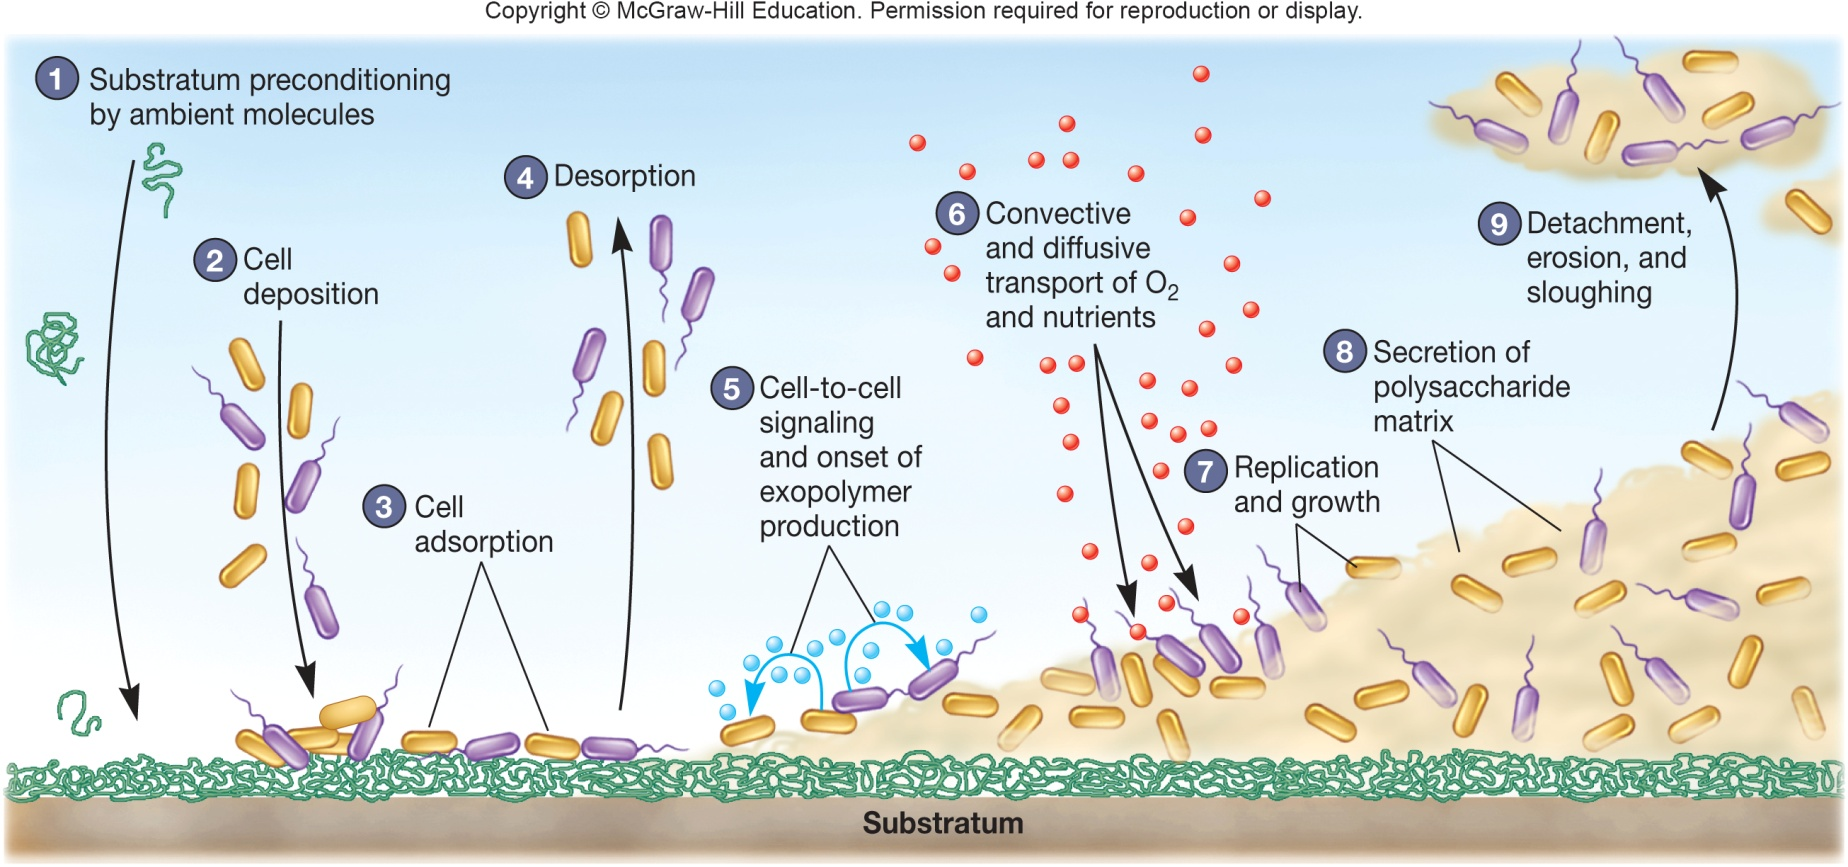 Copyright © McGraw-Hill Education. Permission required for reproduction or display.
1 Substratum preconditioning
by ambient molecules
2 Cell
deposition
3 Cell
adsorption
4 Desorption
5 Cell-to-cell
signaling
and onset of
exopolymer
production
6 Convective
and diffusive
transport of O₂
and nutrients
7 Replication
and growth
8 Secretion of
polysaccharide
matrix
9 Detachment,
erosion, and
sloughing
Substratum